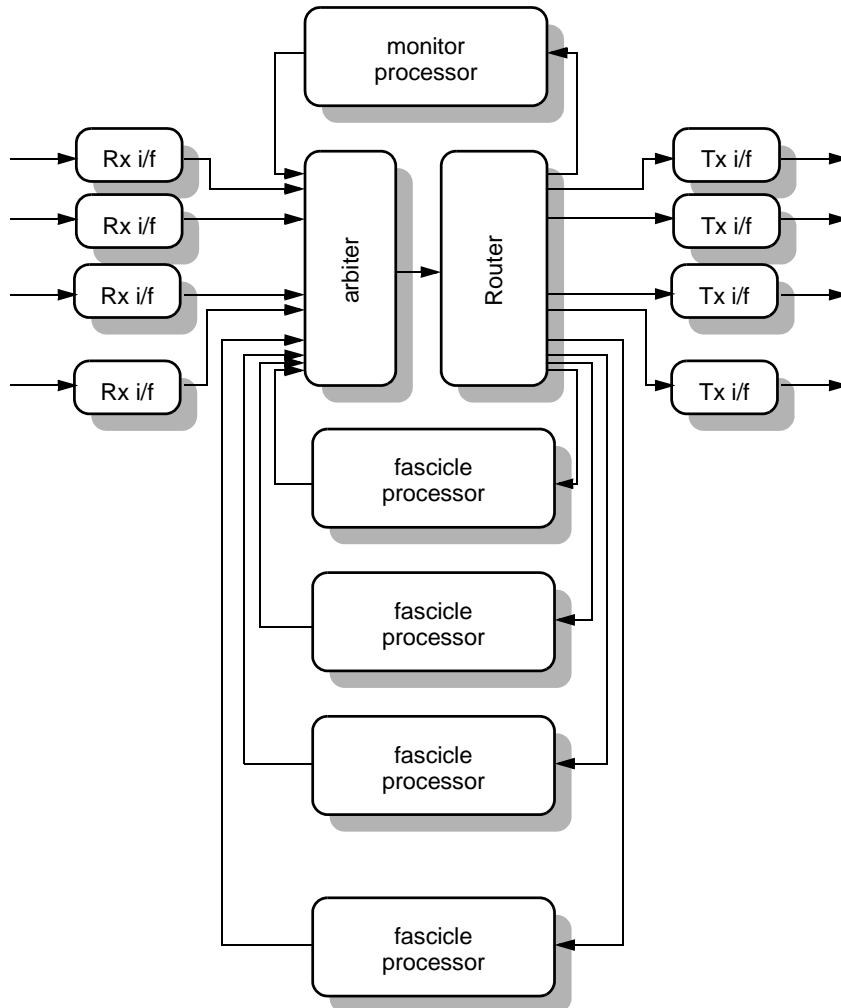 monitor
processor
Rx i/f
Tx i/f
Rx i/f
Tx i/f
arbiter
Router
Rx i/f
Tx i/f
Rx i/f
Tx i/f
fascicle
processor
fascicle
processor
fascicle
processor
fascicle
processor